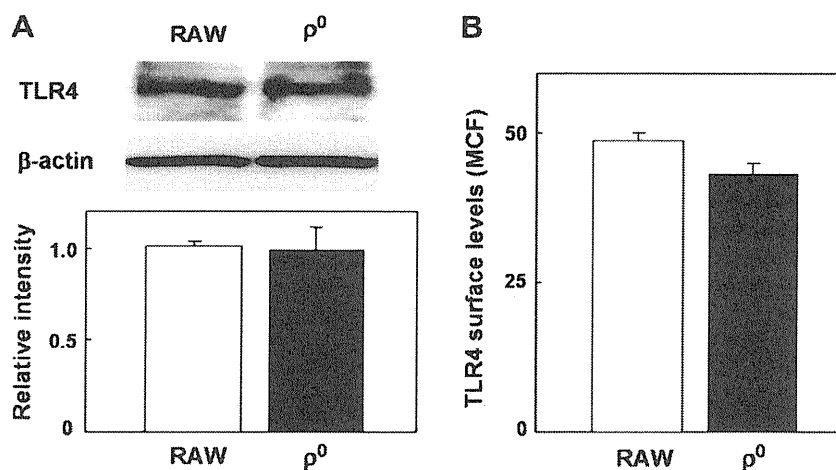 A
RAW ρ⁰
TLR4
β-actin
Relative intensity
1.0
0.5
0
RAW ρ⁰
B
TLR4 surface levels (MCF)
50
25
0
RAW ρ⁰